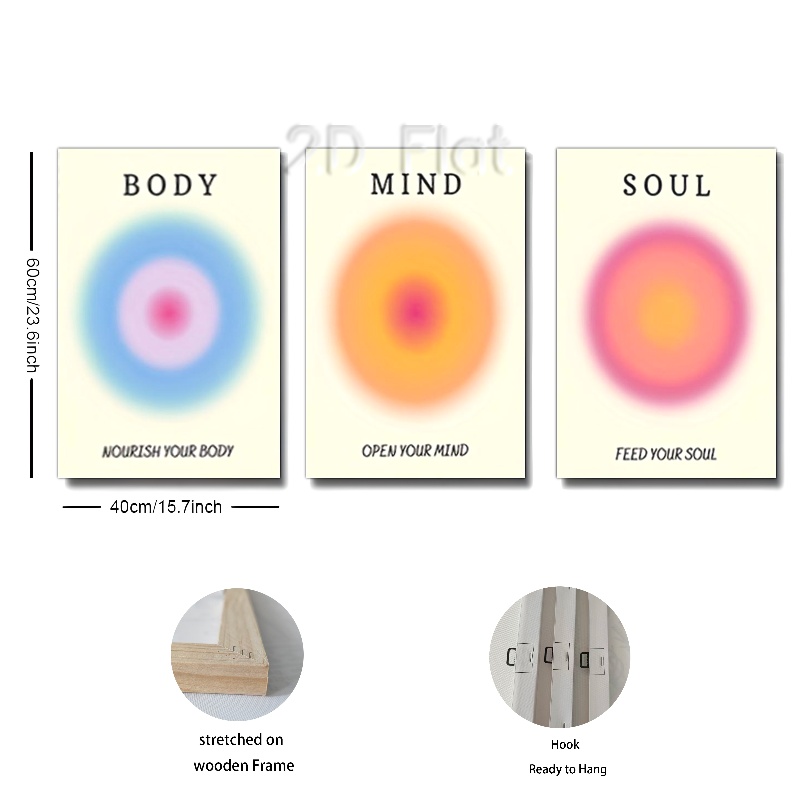 2D Flat
BODY
MIND
SOUL
60cm/23.6inch
NOURISH YOUR BODY
OPEN YOUR MIND
FEED YOUR SOUL
40cm/15.7inch
stretched on
wooden Frame
Hook
Ready to Hang